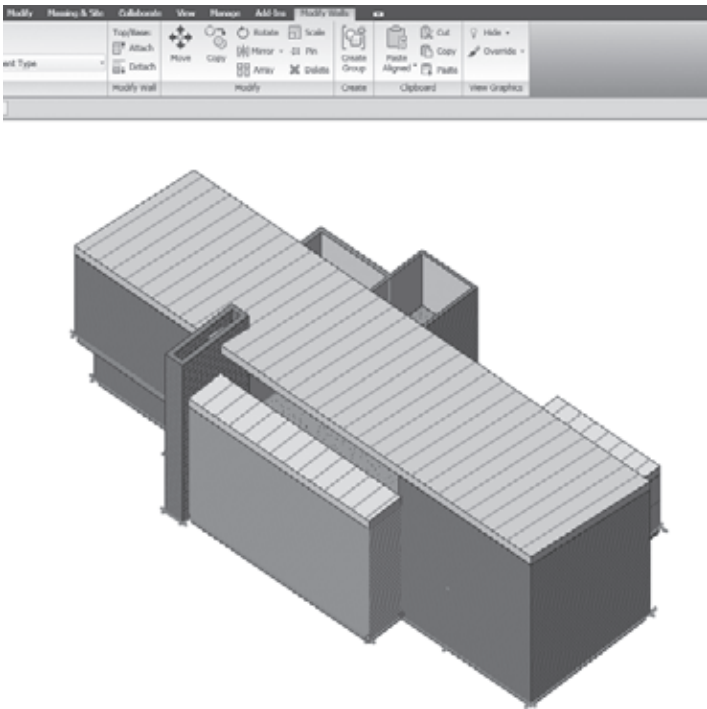 Modify Massing & Site Collaborate View Manage Add-Ins Modify Walls
Top/Base: Rotate Scale Cut Hide
Attach Mirror Pin Copy Override
ent Type Detach Move Copy Array Delete Create Group Paste Aligned Paste
Modify Wall Modify Create Clipboard View Graphics